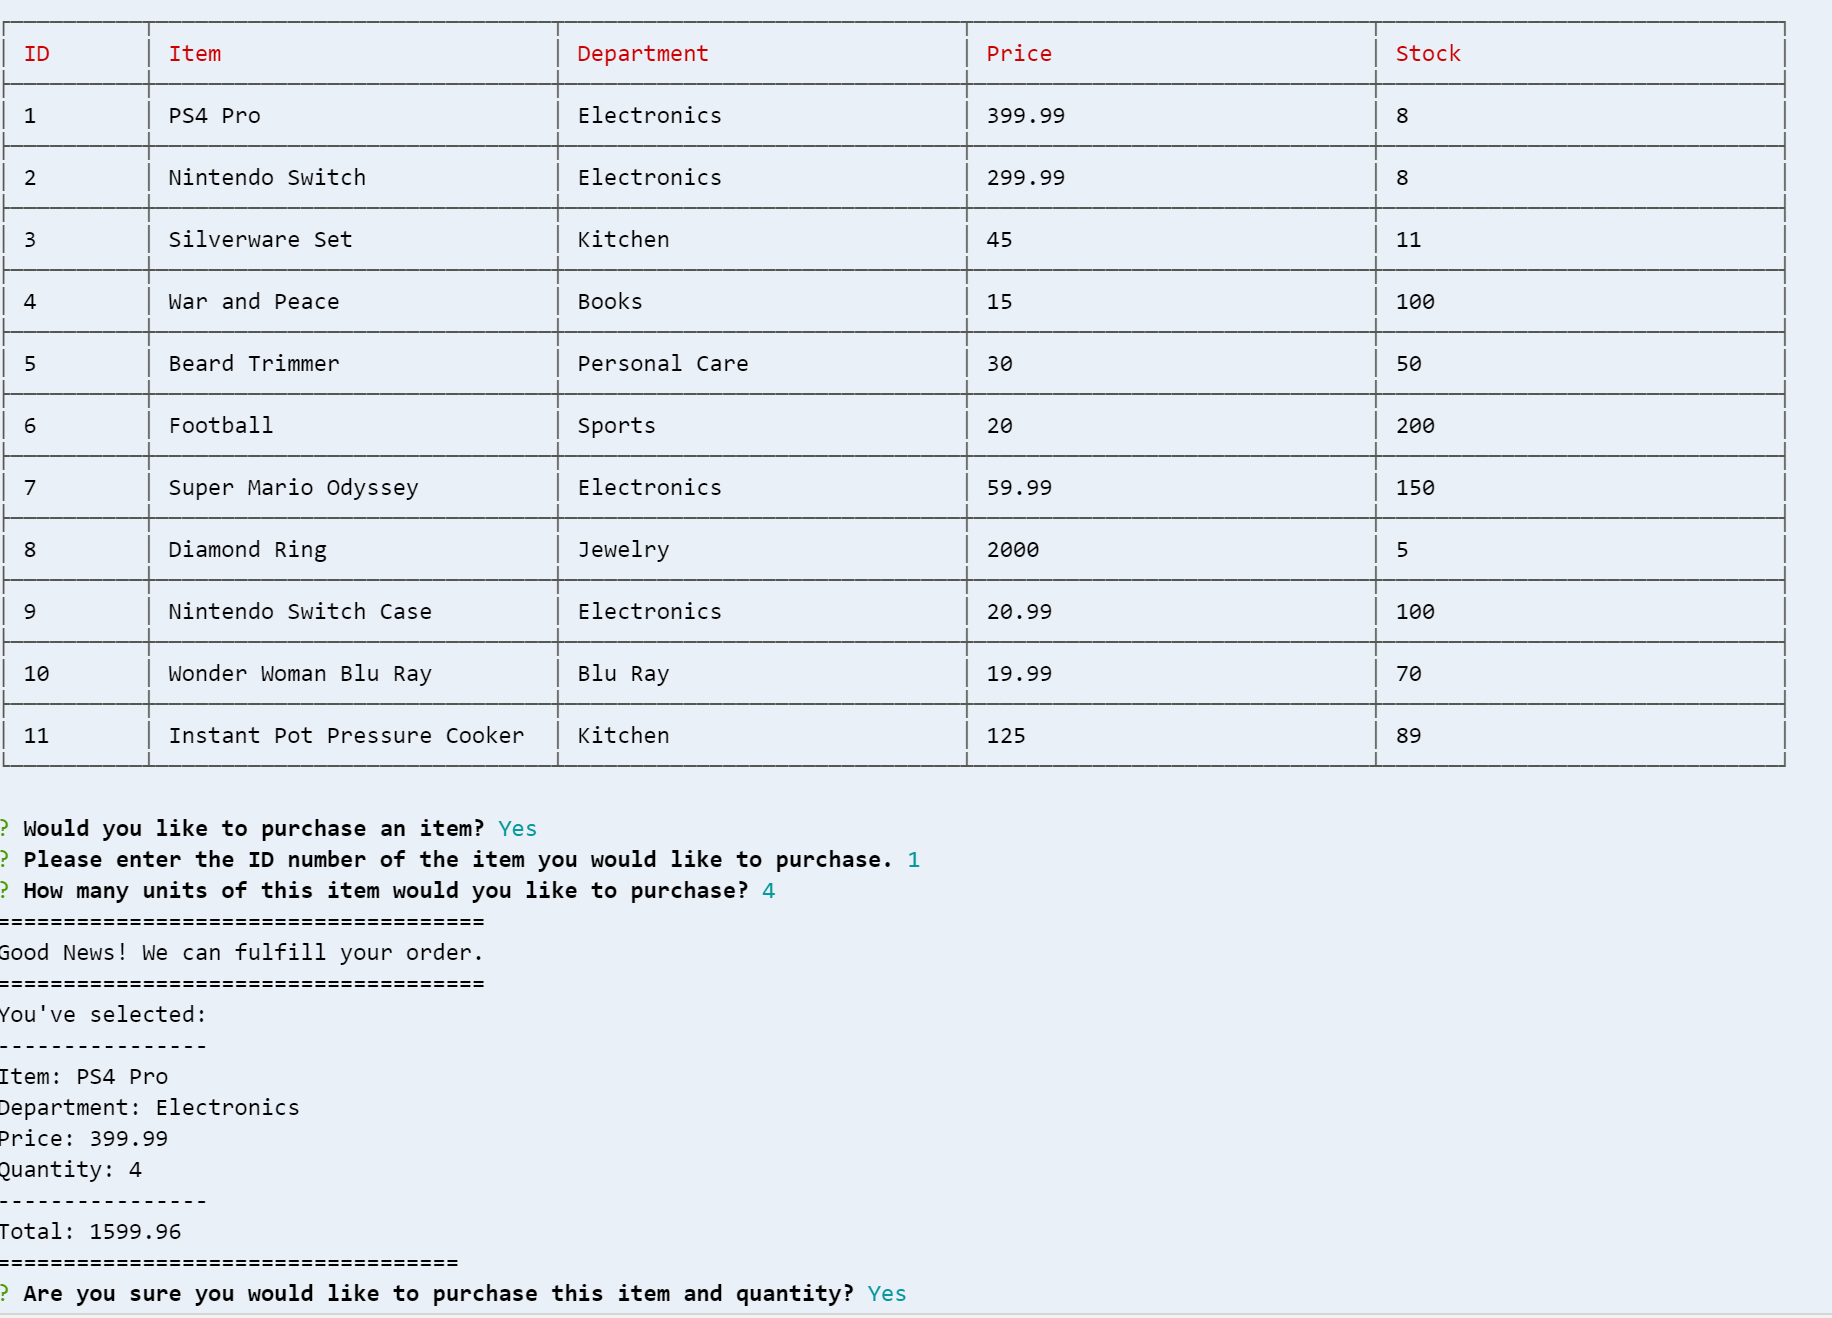 ID Item Department Price Stock
1 PS4 Pro Electronics 399.99 8
2 Nintendo Switch Electronics 299.99 8
3 Silverware Set Kitchen 45 11
4 War and Peace Books 15 100
5 Beard Trimmer Personal Care 30 50
6 Football Sports 20 200
7 Super Mario Odyssey Electronics 59.99 150
8 Diamond Ring Jewelry 2000 5
9 Nintendo Switch Case Electronics 20.99 100
10 Wonder Woman Blu Ray Blu Ray 19.99 70
11 Instant Pot Pressure Cooker Kitchen 125 89
? Would you like to purchase an item? Yes
? Please enter the ID number of the item you would like to purchase. 1
? How many units of this item would you like to purchase? 4
=====================================
Good News! We can fulfill your order.
=====================================
You've selected:
----------------
Item: PS4 Pro
Department: Electronics
Price: 399.99
Quantity: 4
----------------
Total: 1599.96
===================================
? Are you sure you would like to purchase this item and quantity? Yes